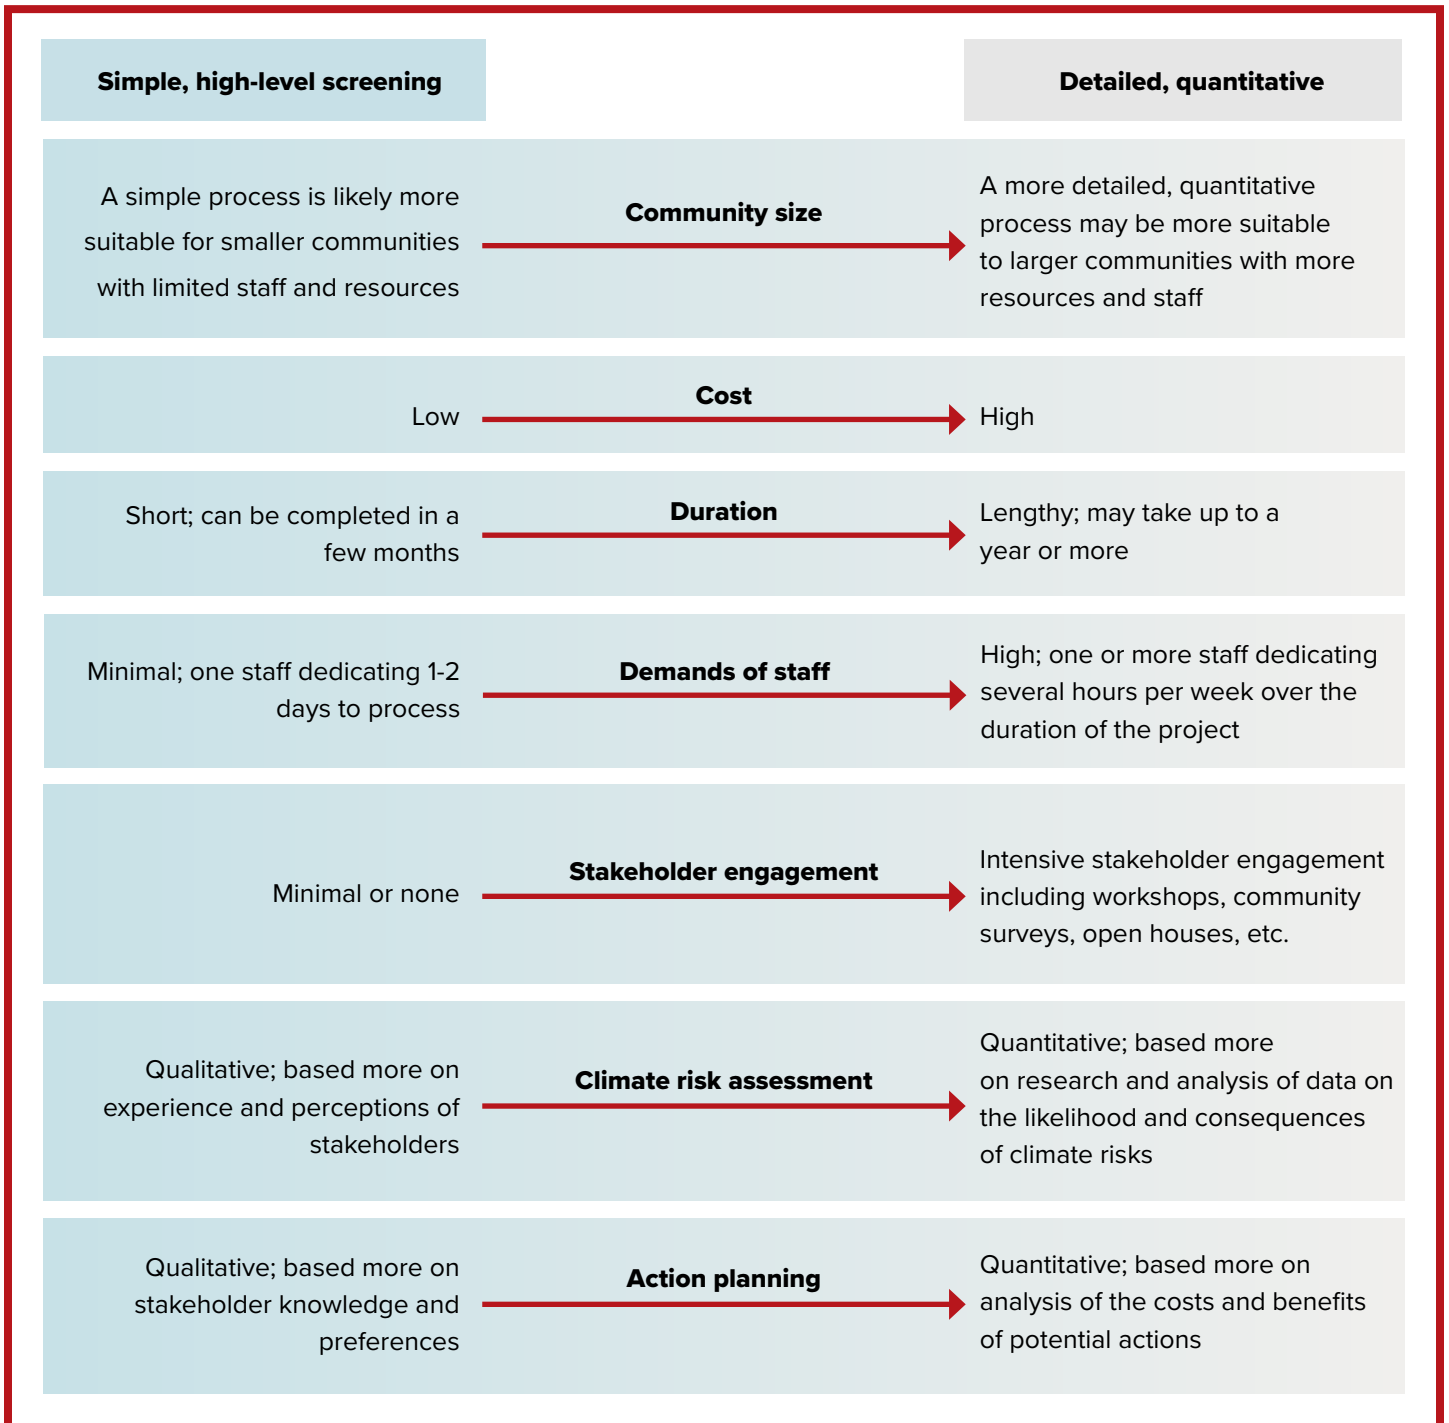 Simple, high-level screening
Detailed, quantitative
A simple process is likely more
suitable for smaller communities
with limited staff and resources
Community size
A more detailed, quantitative
process may be more suitable
to larger communities with more
resources and staff
Low
Cost
High
Short; can be completed in a
few months
Duration
Lengthy; may take up to a
year or more
Minimal; one staff dedicating 1-2
days to process
Demands of staff
High; one or more staff dedicating
several hours per week over the
duration of the project
Minimal or none
Stakeholder engagement
Intensive stakeholder engagement
including workshops, community
surveys, open houses, etc.
Qualitative; based more on
experience and perceptions of
stakeholders
Climate risk assessment
Quantitative; based more
on research and analysis of data on
the likelihood and consequences
of climate risks
Qualitative; based more on
stakeholder knowledge and
preferences
Action planning
Quantitative; based more on
analysis of the costs and benefits
of potential actions